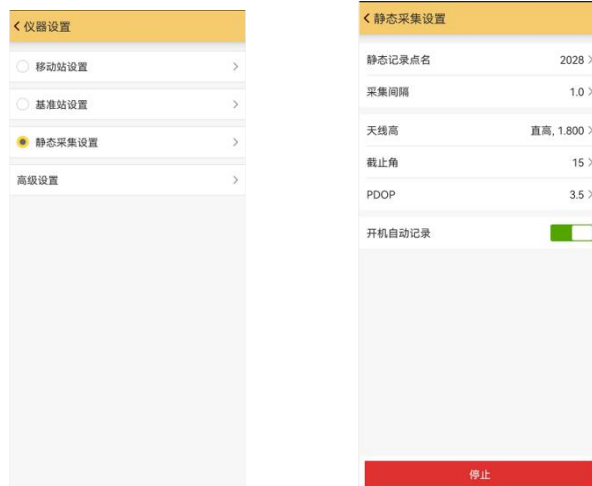 仪器设置
移动站设置
基准站设置
静态采集设置
高级设置
静态采集设置
静态记录点名 2028
采集间隔 1.0
天线高 直高, 1.800
截止角 15
PDOP 3.5
开机自动记录
停止